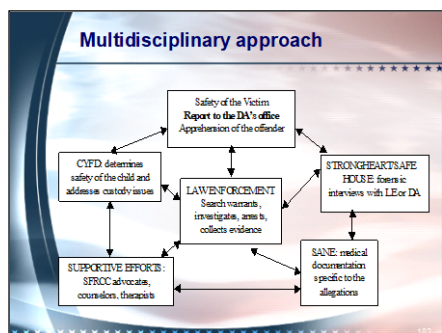 Multidisciplinary approach
Safety of the Victim
Report to the DA's office
Apprehension of the offender
CYFD: determines
safety of the child and
addresses custody issues
STRONGHEART SAFE
HOUSE: forensic
interviews with LE or DA
LAW ENFORCEMENT
Search warrants,
investigates, arrests,
collects evidence
SANE: medical
documentation
specific to the
allegations
SUPPORTIVE EFFORTS:
SFRCC advocates,
counselors, therapists